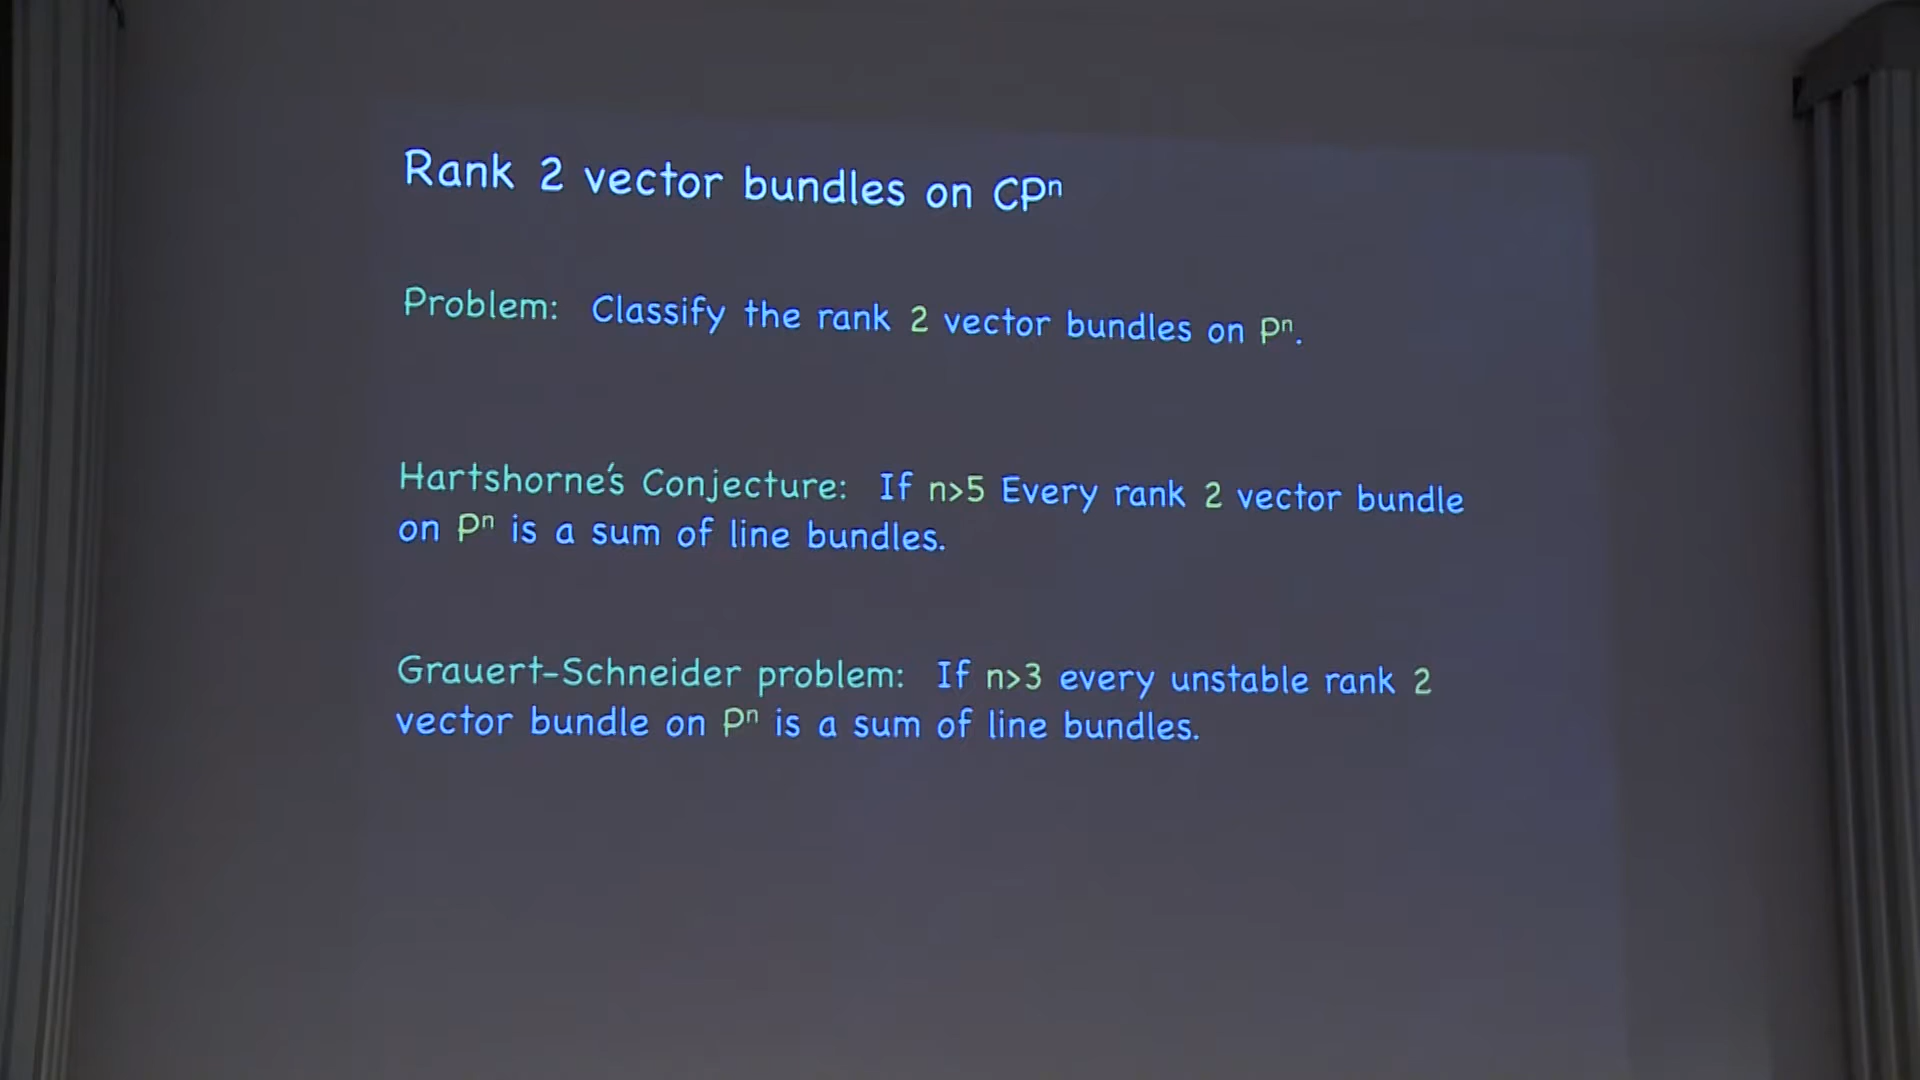 Rank 2 vector bundles on CPⁿ
Problem: Classify the rank 2 vector bundles on Pⁿ.
Hartshorne's Conjecture: If n>5 Every rank 2 vector bundle
on Pⁿ is a sum of line bundles.
Grauert-Schneider problem: If n>3 every unstable rank 2
vector bundle on Pⁿ is a sum of line bundles.